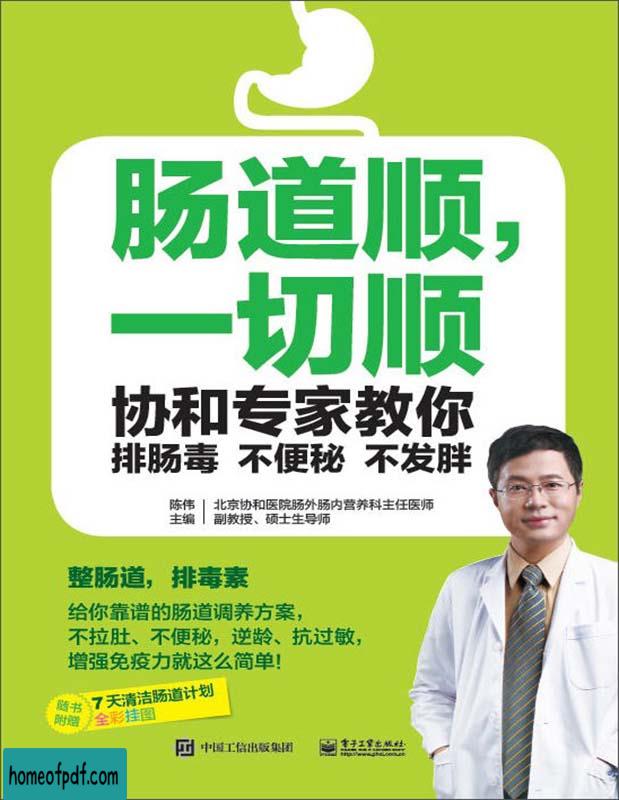 肠道顺，
一切顺
协和专家教你
排肠毒 不便秘 不发胖
陈伟 北京协和医院肠外肠内营养科主任医师
主编 副教授、硕士生导师
整肠道，排毒素
给你靠谱的肠道调养方案，
不拉肚、不便秘，逆龄、抗过敏，
增强免疫力就这么简单！
随书
附赠
7天清洁肠道计划
全彩挂图
中国工信出版集团
电子工业出版社
homeofpdf.com